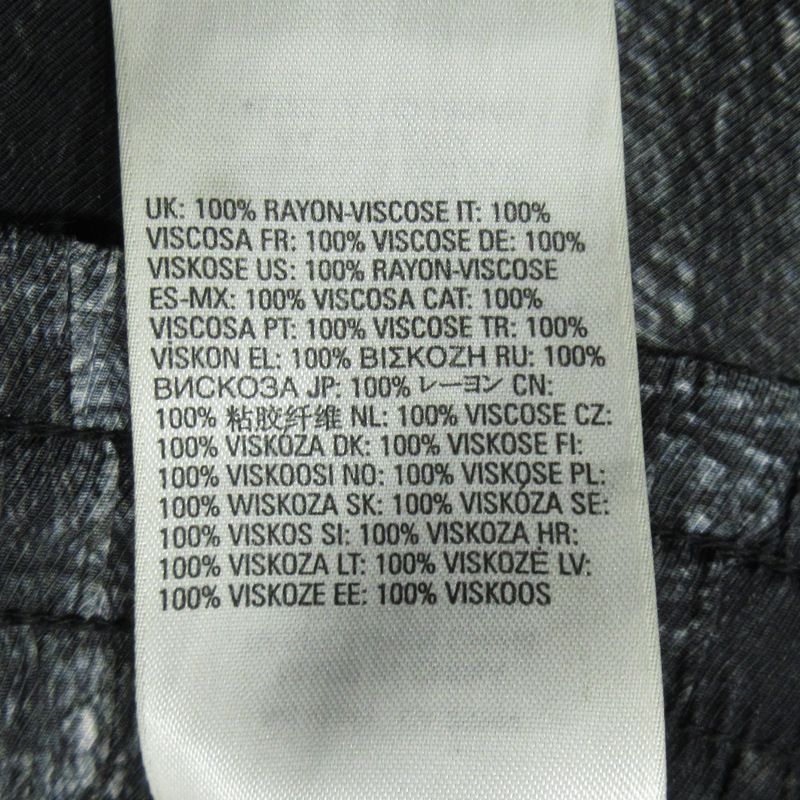 UK: 100% RAYON-VISCOSE IT: 100%
VISCOSA FR: 100% VISCOSE DE: 100%
VISKOSE US: 100% RAYON-VISCOSE
ES-MX: 100% VISCOSA CAT: 100%
VISCOSA PT: 100% VISCOSE TR: 100%
VİSKON EL: 100% ΒΙΣΚΟΖΗ RU: 100%
ВИСКОЗА JP: 100% レーヨン CN:
100% 粘胶纤维 NL: 100% VISCOSE CZ:
100% VISKÓZA DK: 100% VISKOSE FI:
100% VISKOOSI NO: 100% VISKOSE PL:
100% WISKOZA SK: 100% VISKÓZA SE:
100% VISKOS SI: 100% VISKOZA HR:
100% VISKOZA LT: 100% VISKOZĖ LV:
100% VISKOZE EE: 100% VISKOOS